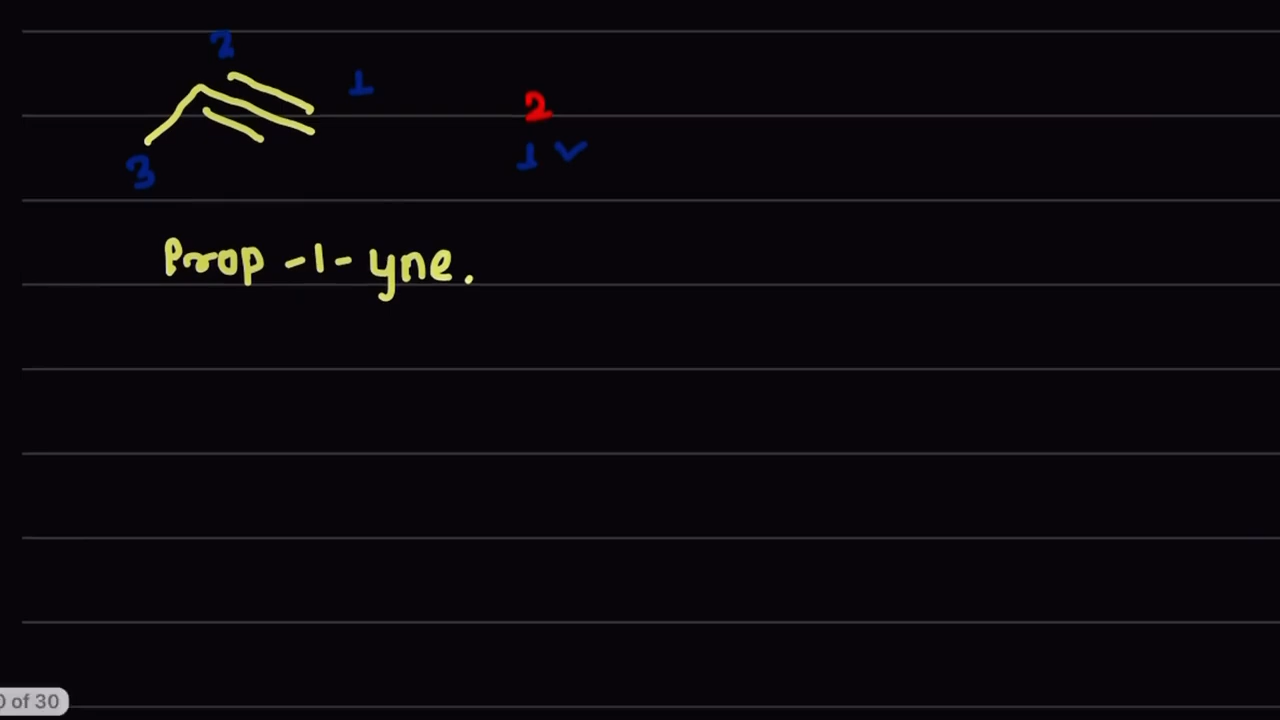 2
1
3
2
1 ✓
Prop -1- yne.
0 of 30